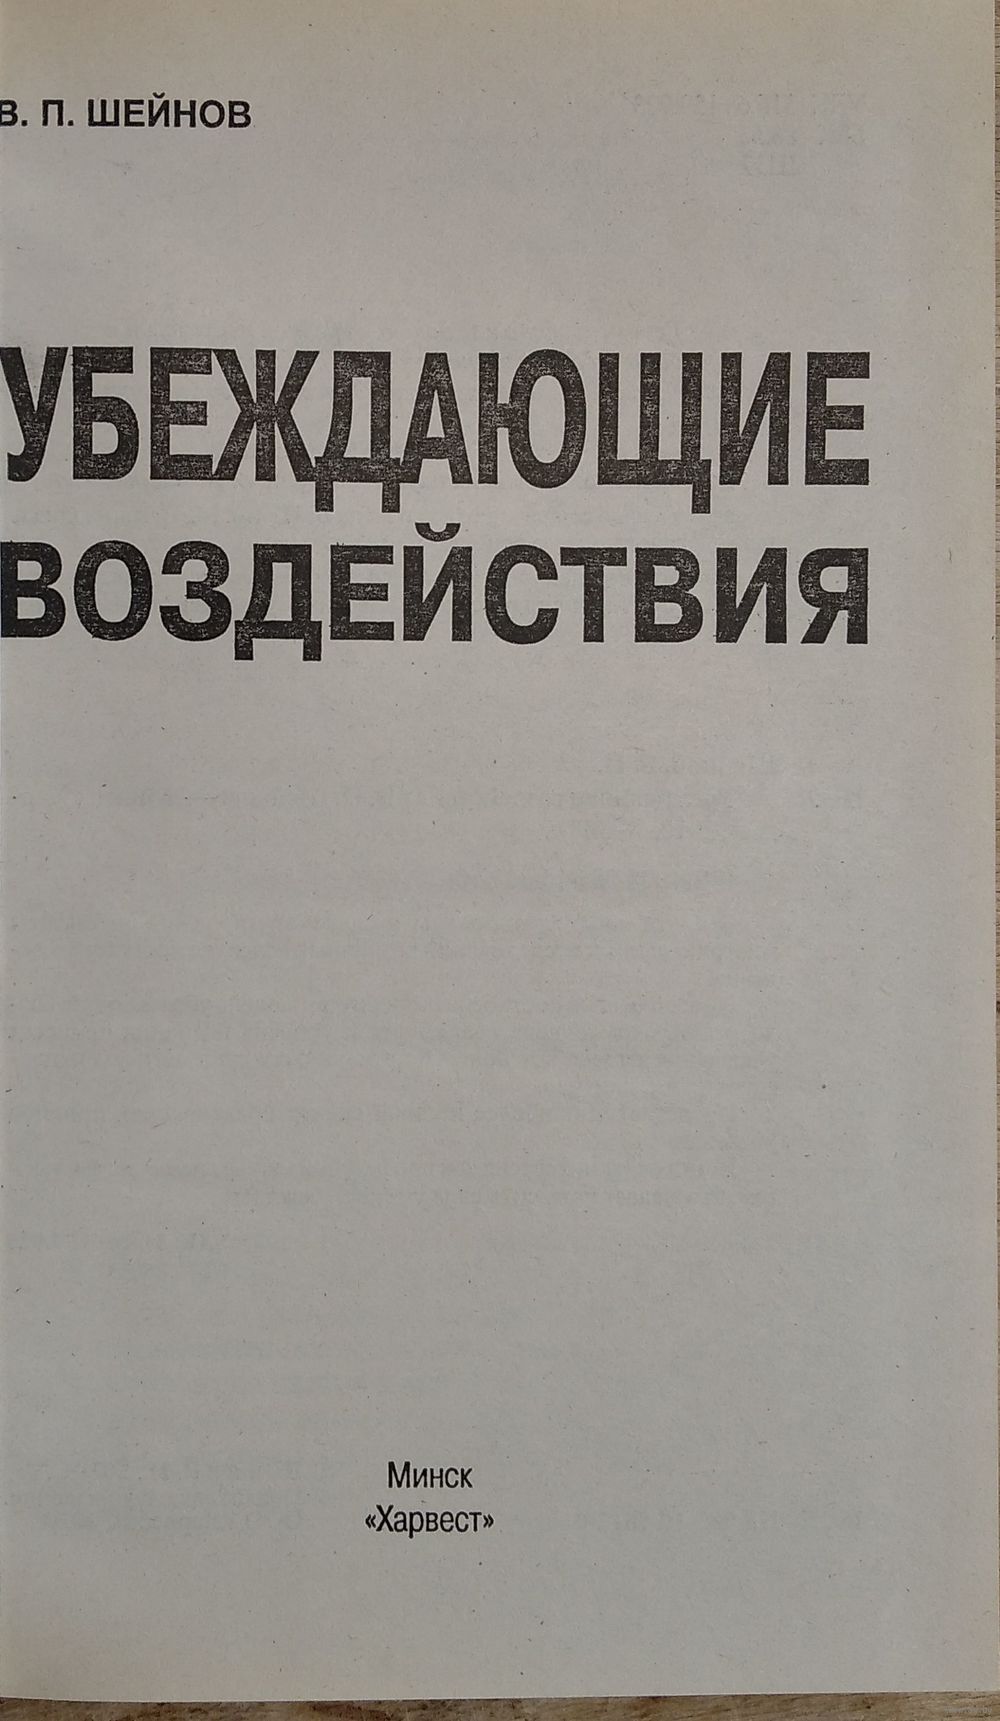 В. П. ШЕЙНОВ
УБЕЖДАЮЩИЕ
ВОЗДЕЙСТВИЯ
Минск
«Харвест»